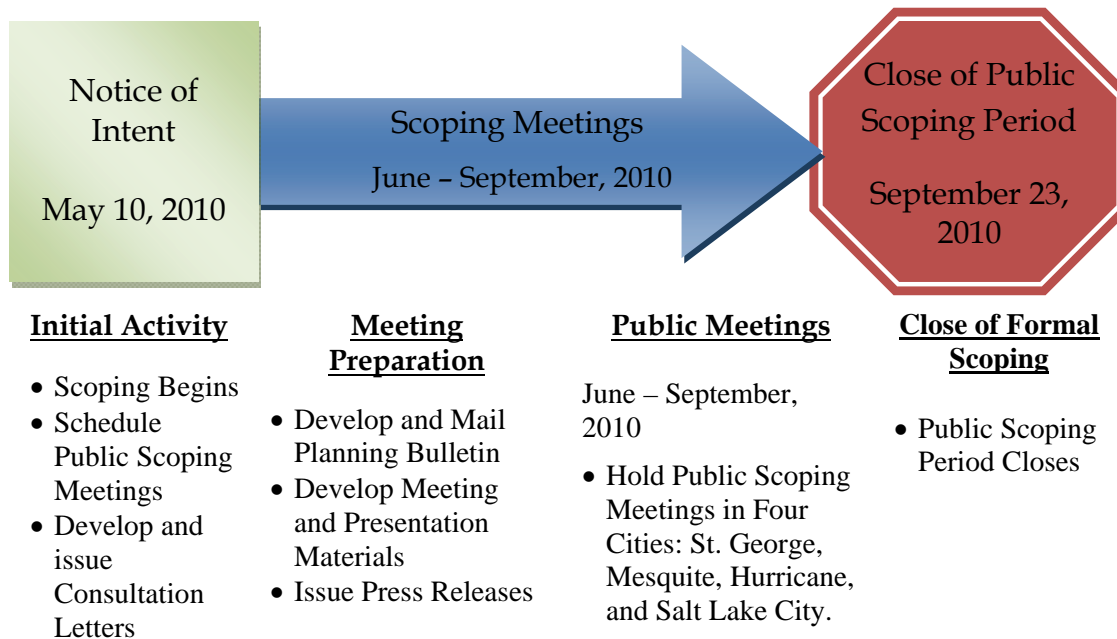 Notice of
Intent
May 10, 2010
Scoping Meetings
June – September, 2010
Close of Public
Scoping Period
September 23,
2010
Initial Activity
• Scoping Begins
• Schedule
Public Scoping
Meetings
• Develop and
issue
Consultation
Letters
Meeting
Preparation
• Develop and Mail
Planning Bulletin
• Develop Meeting
and Presentation
Materials
• Issue Press Releases
Public Meetings
June – September,
2010
• Hold Public Scoping
Meetings in Four
Cities: St. George,
Mesquite, Hurricane,
and Salt Lake City.
Close of Formal
Scoping
• Public Scoping
Period Closes